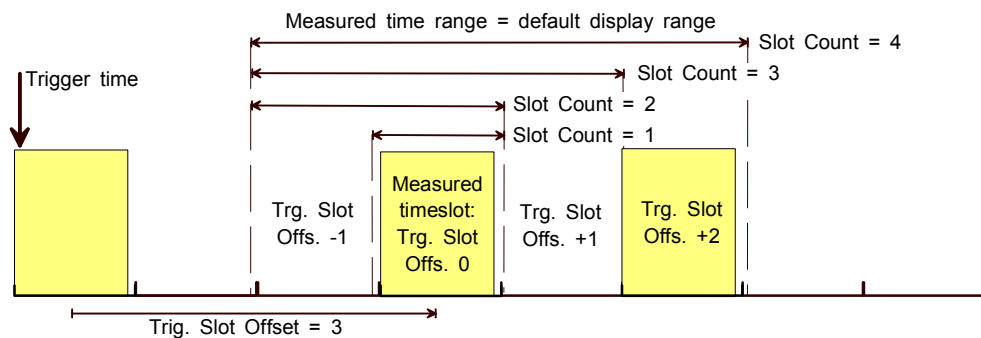 Measured time range = default display range
Slot Count = 4
Trigger time
Slot Count = 3
Slot Count = 2
Slot Count = 1
Trg. Slot
Offs. -1
Measured
timeslot:
Trg. Slot
Offs. 0
Trg. Slot
Offs. +1
Trg. Slot
Offs. +2
Trig. Slot Offset = 3